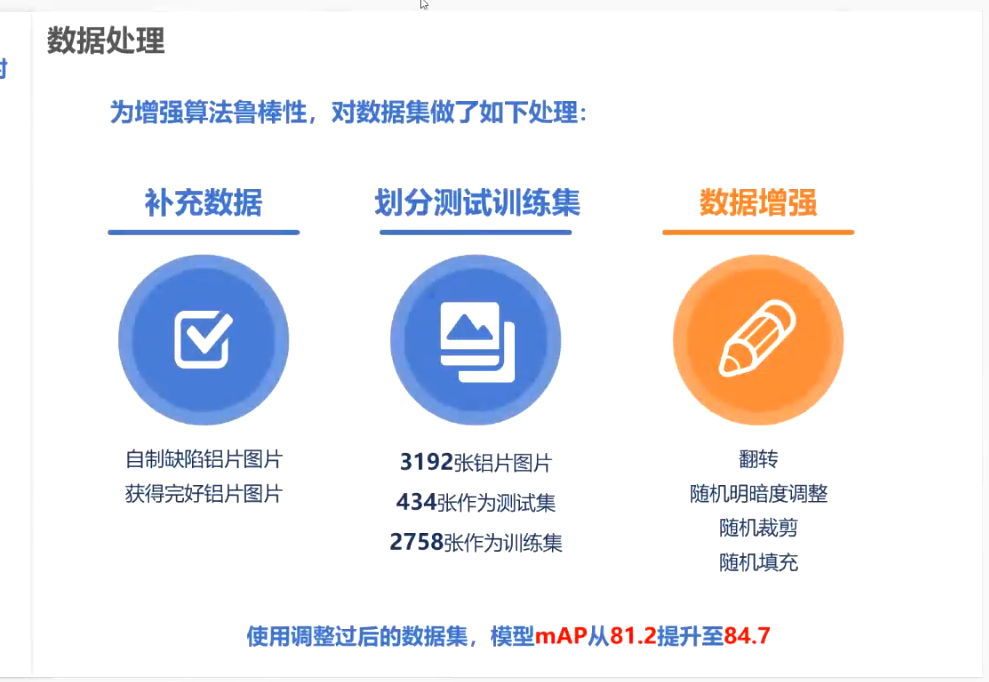 数据处理
为增强算法鲁棒性，对数据集做了如下处理：
补充数据
自制缺陷铝片图片
获得完好铝片图片
划分测试训练集
3192张铝片图片
434张作为测试集
2758张作为训练集
数据增强
翻转
随机明暗度调整
随机裁剪
随机填充
使用调整过后的数据集，模型mAP从81.2提升至84.7